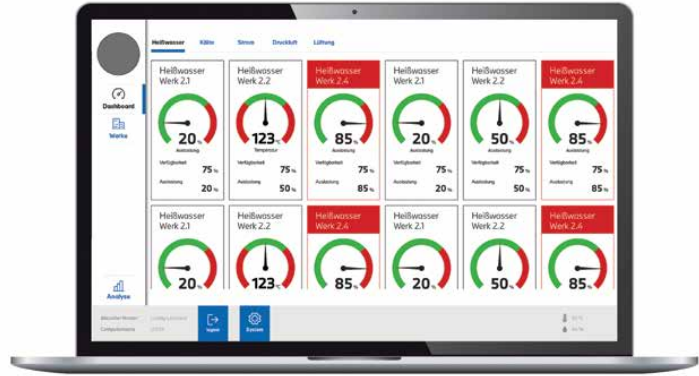 Heißwasser Kälte Strom Druckluft Lüftung
Dashboard
Werke
Analyse
Heißwasser
Werk 2.1
20 %
Auslastung
Verfügbarkeit
75 %
Auslastung
20 %
Heißwasser
Werk 2.2
123 °C
Temperatur
Verfügbarkeit
75 %
Auslastung
50 %
Heißwasser
Werk 2.4
85 %
Auslastung
Verfügbarkeit
75 %
Auslastung
85 %
Heißwasser
Werk 2.1
20 %
Auslastung
Verfügbarkeit
75 %
Auslastung
20 %
Heißwasser
Werk 2.2
50 %
Auslastung
Verfügbarkeit
75 %
Auslastung
50 %
Heißwasser
Werk 2.4
85 %
Auslastung
Verfügbarkeit
75 %
Auslastung
85 %
Heißwasser
Werk 2.1
20 %
Heißwasser
Werk 2.2
123 °C
Heißwasser
Werk 2.4
85 %
Heißwasser
Werk 2.1
20 %
Heißwasser
Werk 2.2
50 %
Heißwasser
Werk 2.4
85 %
Aktueller Benutzer
Computername
logout
System